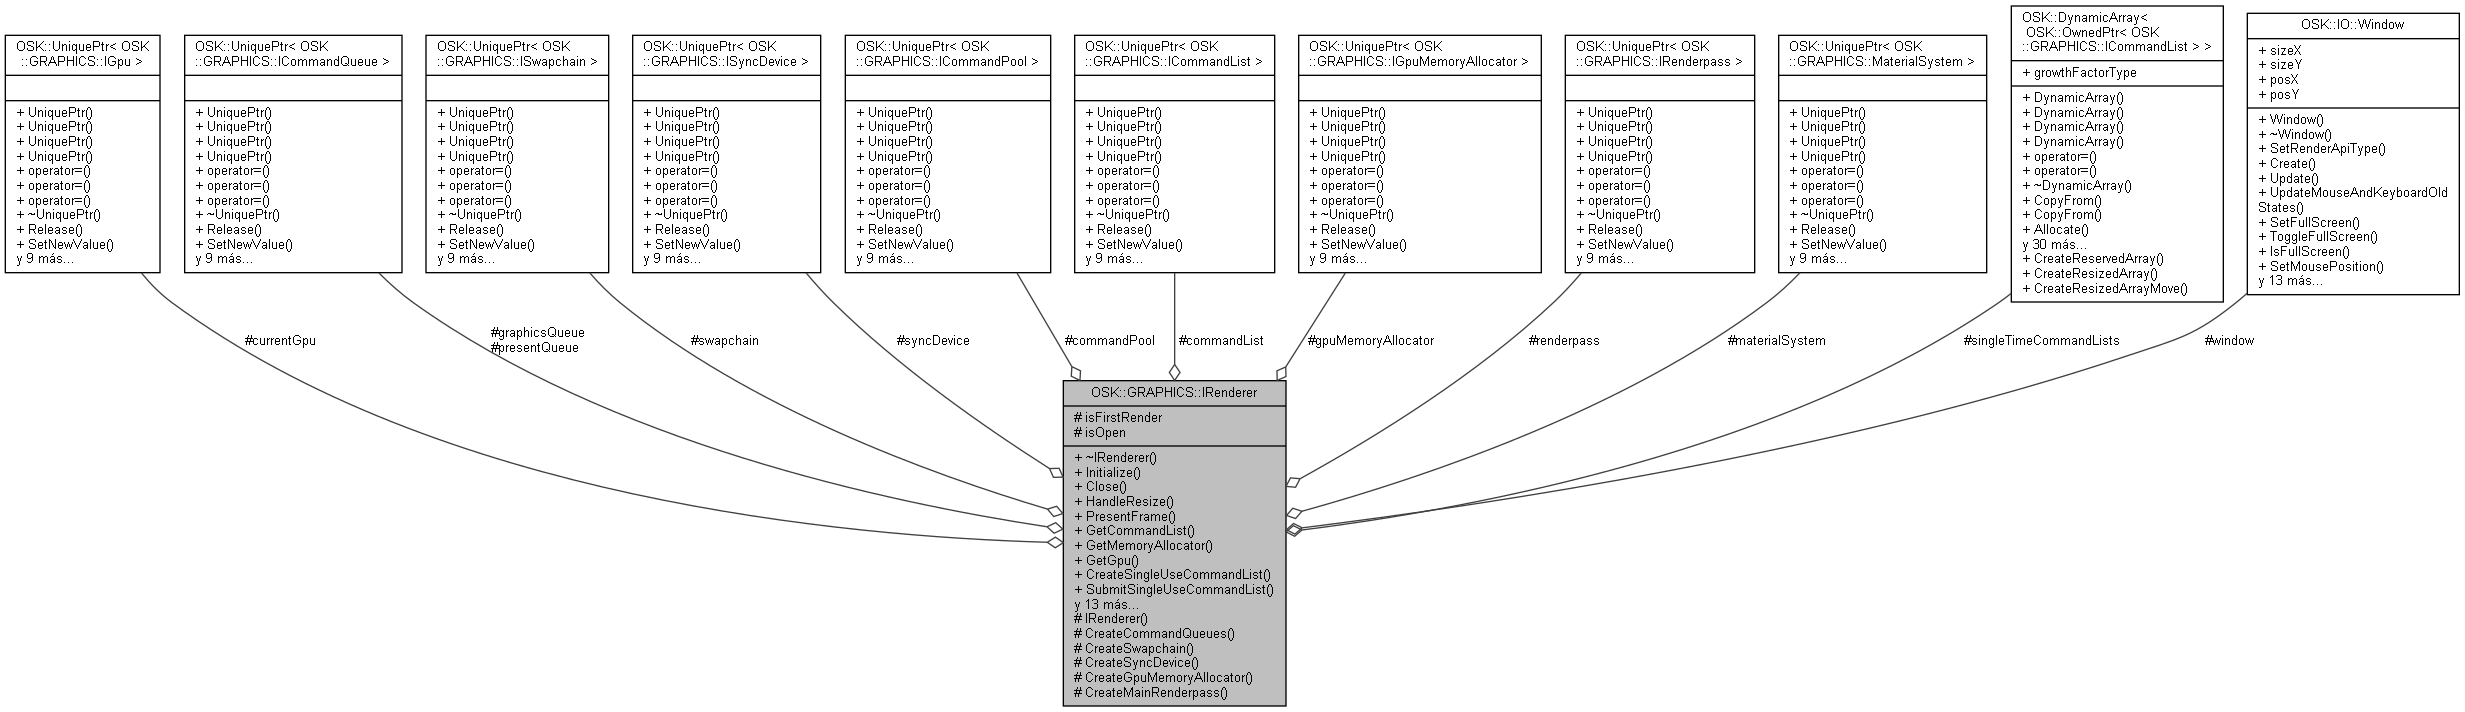 OSK::UniquePtr< OSK
::GRAPHICS::IGpu >
+ UniquePtr()
+ UniquePtr()
+ UniquePtr()
+ UniquePtr()
+ operator=()
+ operator=()
+ operator=()
+ ~UniquePtr()
+ Release()
+ SetNewValue()
y 9 más...
OSK::UniquePtr< OSK
::GRAPHICS::ICommandQueue >
+ UniquePtr()
+ UniquePtr()
+ UniquePtr()
+ UniquePtr()
+ operator=()
+ operator=()
+ operator=()
+ ~UniquePtr()
+ Release()
+ SetNewValue()
y 9 más...
OSK::UniquePtr< OSK
::GRAPHICS::ISwapchain >
+ UniquePtr()
+ UniquePtr()
+ UniquePtr()
+ UniquePtr()
+ operator=()
+ operator=()
+ operator=()
+ ~UniquePtr()
+ Release()
+ SetNewValue()
y 9 más...
OSK::UniquePtr< OSK
::GRAPHICS::ISyncDevice >
+ UniquePtr()
+ UniquePtr()
+ UniquePtr()
+ UniquePtr()
+ operator=()
+ operator=()
+ operator=()
+ ~UniquePtr()
+ Release()
+ SetNewValue()
y 9 más...
OSK::UniquePtr< OSK
::GRAPHICS::ICommandPool >
+ UniquePtr()
+ UniquePtr()
+ UniquePtr()
+ UniquePtr()
+ operator=()
+ operator=()
+ operator=()
+ ~UniquePtr()
+ Release()
+ SetNewValue()
y 9 más...
OSK::UniquePtr< OSK
::GRAPHICS::ICommandList >
+ UniquePtr()
+ UniquePtr()
+ UniquePtr()
+ UniquePtr()
+ operator=()
+ operator=()
+ operator=()
+ ~UniquePtr()
+ Release()
+ SetNewValue()
y 9 más...
OSK::UniquePtr< OSK
::GRAPHICS::IGpuMemoryAllocator >
+ UniquePtr()
+ UniquePtr()
+ UniquePtr()
+ UniquePtr()
+ operator=()
+ operator=()
+ operator=()
+ ~UniquePtr()
+ Release()
+ SetNewValue()
y 9 más...
OSK::UniquePtr< OSK
::GRAPHICS::IRenderpass >
+ UniquePtr()
+ UniquePtr()
+ UniquePtr()
+ UniquePtr()
+ operator=()
+ operator=()
+ operator=()
+ ~UniquePtr()
+ Release()
+ SetNewValue()
y 9 más...
OSK::UniquePtr< OSK
::GRAPHICS::MaterialSystem >
+ UniquePtr()
+ UniquePtr()
+ UniquePtr()
+ UniquePtr()
+ operator=()
+ operator=()
+ operator=()
+ ~UniquePtr()
+ Release()
+ SetNewValue()
y 9 más...
OSK::DynamicArray<
OSK::OwnedPtr< OSK
::GRAPHICS::ICommandList > >
+ growthFactorType
+ DynamicArray()
+ DynamicArray()
+ DynamicArray()
+ DynamicArray()
+ operator=()
+ operator=()
+ ~DynamicArray()
+ CopyFrom()
+ CopyFrom()
+ Allocate()
y 30 más...
+ CreateReservedArray()
+ CreateResizedArray()
+ CreateResizedArrayMove()
OSK::IO::Window
+ sizeX
+ sizeY
+ posX
+ posY
+ Window()
+ ~Window()
+ SetRenderApiType()
+ Create()
+ Update()
+ UpdateMouseAndKeyboardOld
States()
+ SetFullScreen()
+ ToggleFullScreen()
+ IsFullScreen()
+ SetMousePosition()
y 13 más...
#currentGpu
#graphicsQueue
#presentQueue
#swapchain
#syncDevice
#commandPool
#commandList
#gpuMemoryAllocator
#renderpass
#materialSystem
#singleTimeCommandLists
#window
OSK::GRAPHICS::IRenderer
# isFirstRender
# isOpen
+ ~IRenderer()
+ Initialize()
+ Close()
+ HandleResize()
+ PresentFrame()
+ GetCommandList()
+ GetMemoryAllocator()
+ GetGpu()
+ CreateSingleUseCommandList()
+ SubmitSingleUseCommandList()
y 13 más...
# IRenderer()
# CreateCommandQueues()
# CreateSwapchain()
# CreateSyncDevice()
# CreateGpuMemoryAllocator()
# CreateMainRenderpass()